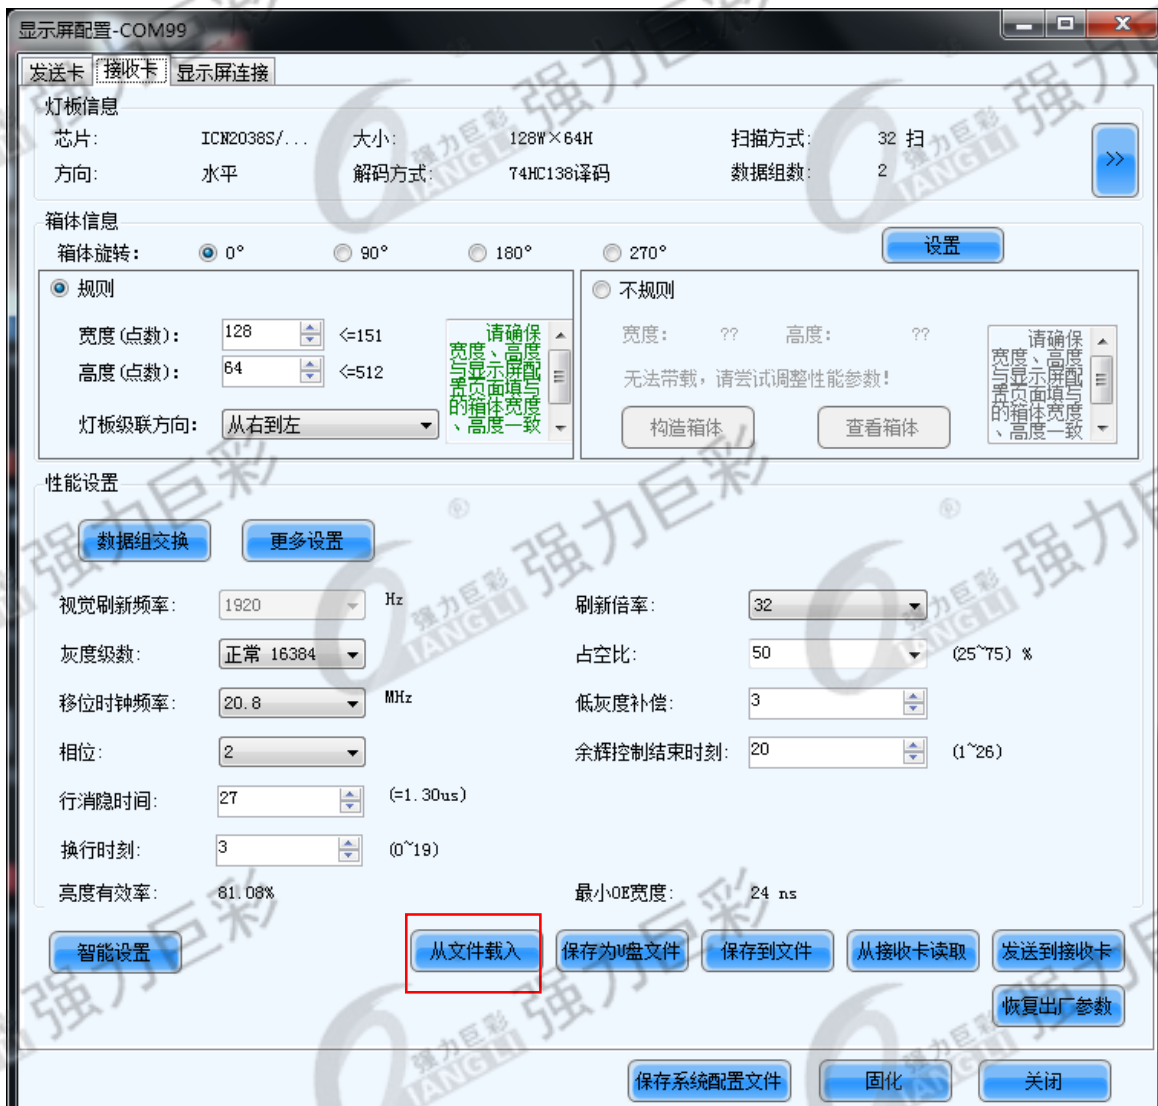 显示屏配置-COM99
发送卡 接收卡 显示屏连接
灯板信息
芯片: ICN2038S/... 大小: 128W×64H 扫描方式: 32 扫
方向: 水平 解码方式: 74HC138译码 数据组数: 2
>>
箱体信息
箱体旋转: 0° 90° 180° 270° 设置
规则 不规则
宽度(点数): 128 <=151
高度(点数): 64 <=512
灯板级联方向: 从右到左
请确保
宽度、高度
与显示屏配
置页面填写
的箱体宽度
、高度一致
宽度: ?? 高度: ??
无法带载，请尝试调整性能参数!
构造箱体 查看箱体
请确保
宽度、高度
与显示屏配
置页面填写
的箱体宽度
、高度一致
性能设置
数据组交换 更多设置
视觉刷新频率: 1920 Hz 刷新倍率: 32
灰度级数: 正常 16384 占空比: 50 (25~75) %
移位时钟频率: 20.8 MHz 低灰度补偿: 3
相位: 2 余辉控制结束时刻: 20 (1~26)
行消隐时间: 27 (=1.30us)
换行时刻: 3 (0~19)
亮度有效率: 81.08% 最小OE宽度: 24 ns
智能设置 从文件载入 保存为U盘文件 保存到文件 从接收卡读取 发送到接收卡
恢复出厂参数
保存系统配置文件 固化 关闭
强力巨彩
QIANGLI